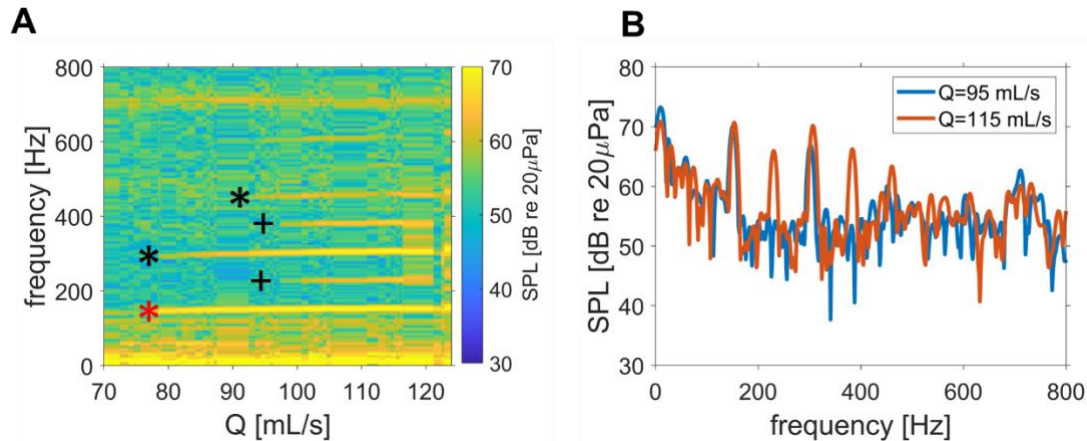 A
800
600
400
200
0
frequency [Hz]
70 80 90 100 110 120
Q [mL/s]
70
60
50
40
30
SPL [dB re 20μPa]
B
80
70
60
50
40
30
SPL [dB re 20μPa]
Q=95 mL/s
Q=115 mL/s
0 200 400 600 800
frequency [Hz]